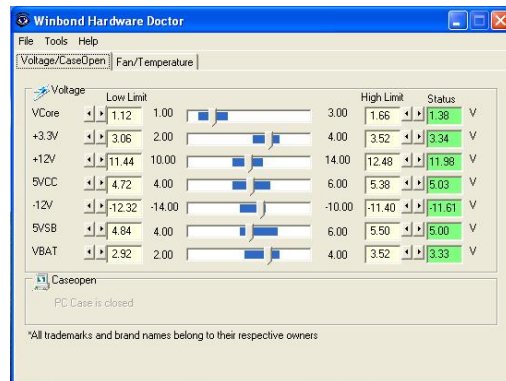 Winbond Hardware Doctor
File Tools Help
Voltage/CaseOpen Fan/Temperature
Voltage
Low Limit High Limit Status
VCore 1.12 1.00 3.00 1.66 1.38 V
+3.3V 3.06 2.00 4.00 3.52 3.34 V
+12V 11.44 10.00 14.00 12.48 11.98 V
5VCC 4.72 4.00 6.00 5.38 5.03 V
-12V -12.32 -14.00 -10.00 -11.40 -11.61 V
5VSB 4.84 4.00 6.00 5.50 5.00 V
VBAT 2.92 2.00 4.00 3.52 3.33 V
Caseopen
PC Case is closed
*All trademarks and brand names belong to their respective owners